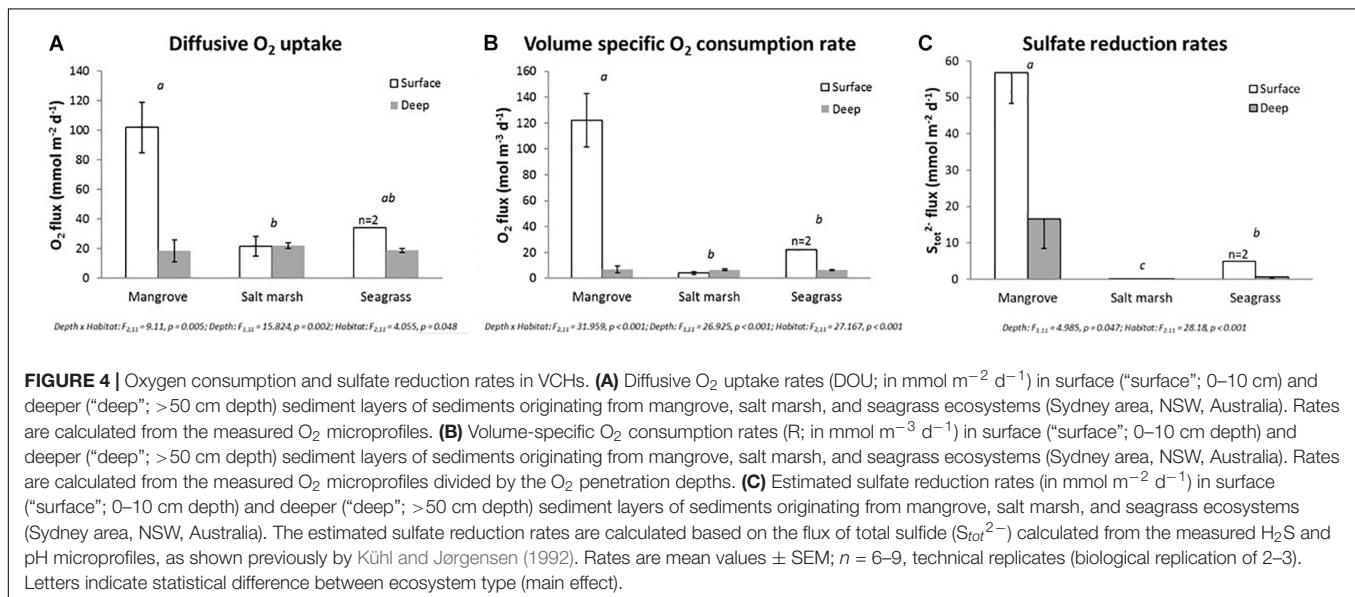 A Diffusive O2 uptake
140
120
100
80
60
40
20
0
O2 flux (mmol m-2 d-1)
Surface
Deep
a
b
ab
n=2
Mangrove Salt marsh Seagrass
Depth x Habitat: F2,11 = 9.11, p = 0.005; Depth: F1,11 = 15.824, p = 0.002; Habitat: F2,11 = 4.055, p = 0.048
B Volume specific O2 consumption rate
160
140
120
100
80
60
40
20
0
O2 flux (mol m-3 d-1)
Surface
Deep
a
b
b
n=2
Mangrove Salt marsh Seagrass
Depth x Habitat: F2,11 = 31.959, p < 0.001; Depth: F1,11 = 26.925, p < 0.001; Habitat: F2,11 = 27.167, p < 0.001
C Sulfate reduction rates
60
50
40
30
20
10
0
Stot2- flux (mmol m-2 d-1)
Surface
Deep
a
c
b
n=2
Mangrove Salt marsh Seagrass
Depth: F1,11 = 4.985, p = 0.047; Habitat: F2,11 = 28.18, p < 0.001
FIGURE 4 | Oxygen consumption and sulfate reduction rates in VCHs. (A) Diffusive O2 uptake rates (DOU; in mmol m−2 d−1) in surface (“surface”; 0–10 cm) and
deeper (“deep”; >50 cm depth) sediment layers of sediments originating from mangrove, salt marsh, and seagrass ecosystems (Sydney area, NSW, Australia). Rates
are calculated from the measured O2 microprofiles. (B) Volume-specific O2 consumption rates (R; in mmol m−3 d−1) in surface (“surface”; 0–10 cm depth) and
deeper (“deep”; >50 cm depth) sediment layers of sediments originating from mangrove, salt marsh, and seagrass ecosystems (Sydney area, NSW, Australia). Rates
are calculated from the measured O2 microprofiles divided by the O2 penetration depths. (C) Estimated sulfate reduction rates (in mmol m−2 d−1) in surface
(“surface”; 0–10 cm depth) and deeper (“deep”; >50 cm depth) sediment layers of sediments originating from mangrove, salt marsh, and seagrass ecosystems
(Sydney area, NSW, Australia). The estimated sulfate reduction rates are calculated based on the flux of total sulfide (Stot2−) calculated from the measured H2S and
pH microprofiles, as shown previously by Kühl and Jørgensen (1992). Rates are mean values ± SEM; n = 6–9, technical replicates (biological replication of 2–3).
Letters indicate statistical difference between ecosystem type (main effect).